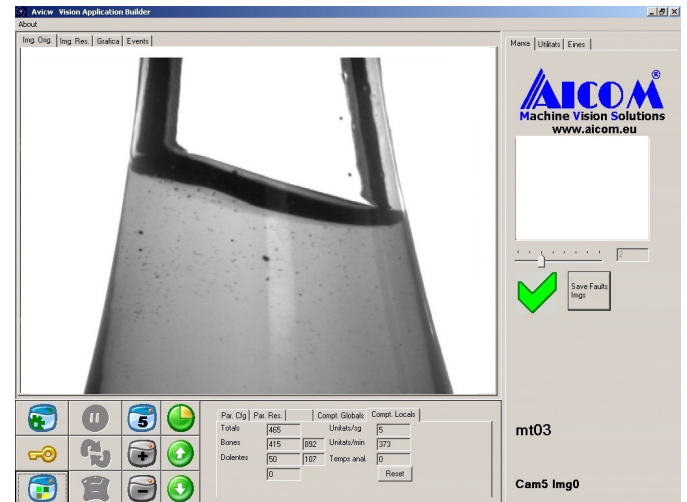 Avicw Vision Application Builder
About
Img. Orig. Img. Res. Grafica Events
Marxa Utilitats Eines
AICOM®
Machine Vision Solutions
www.aicom.eu
2
Save Faults
Imgs
5
Par. Cfg Par. Res. Compt. Globals Compt. Locals
Totals 465 Unitats/sg 5
Bones 415 892 Unitats/min 373
Dolentes 50 107 Temps anal. 0
0 Reset
mt03
Cam5 Img0